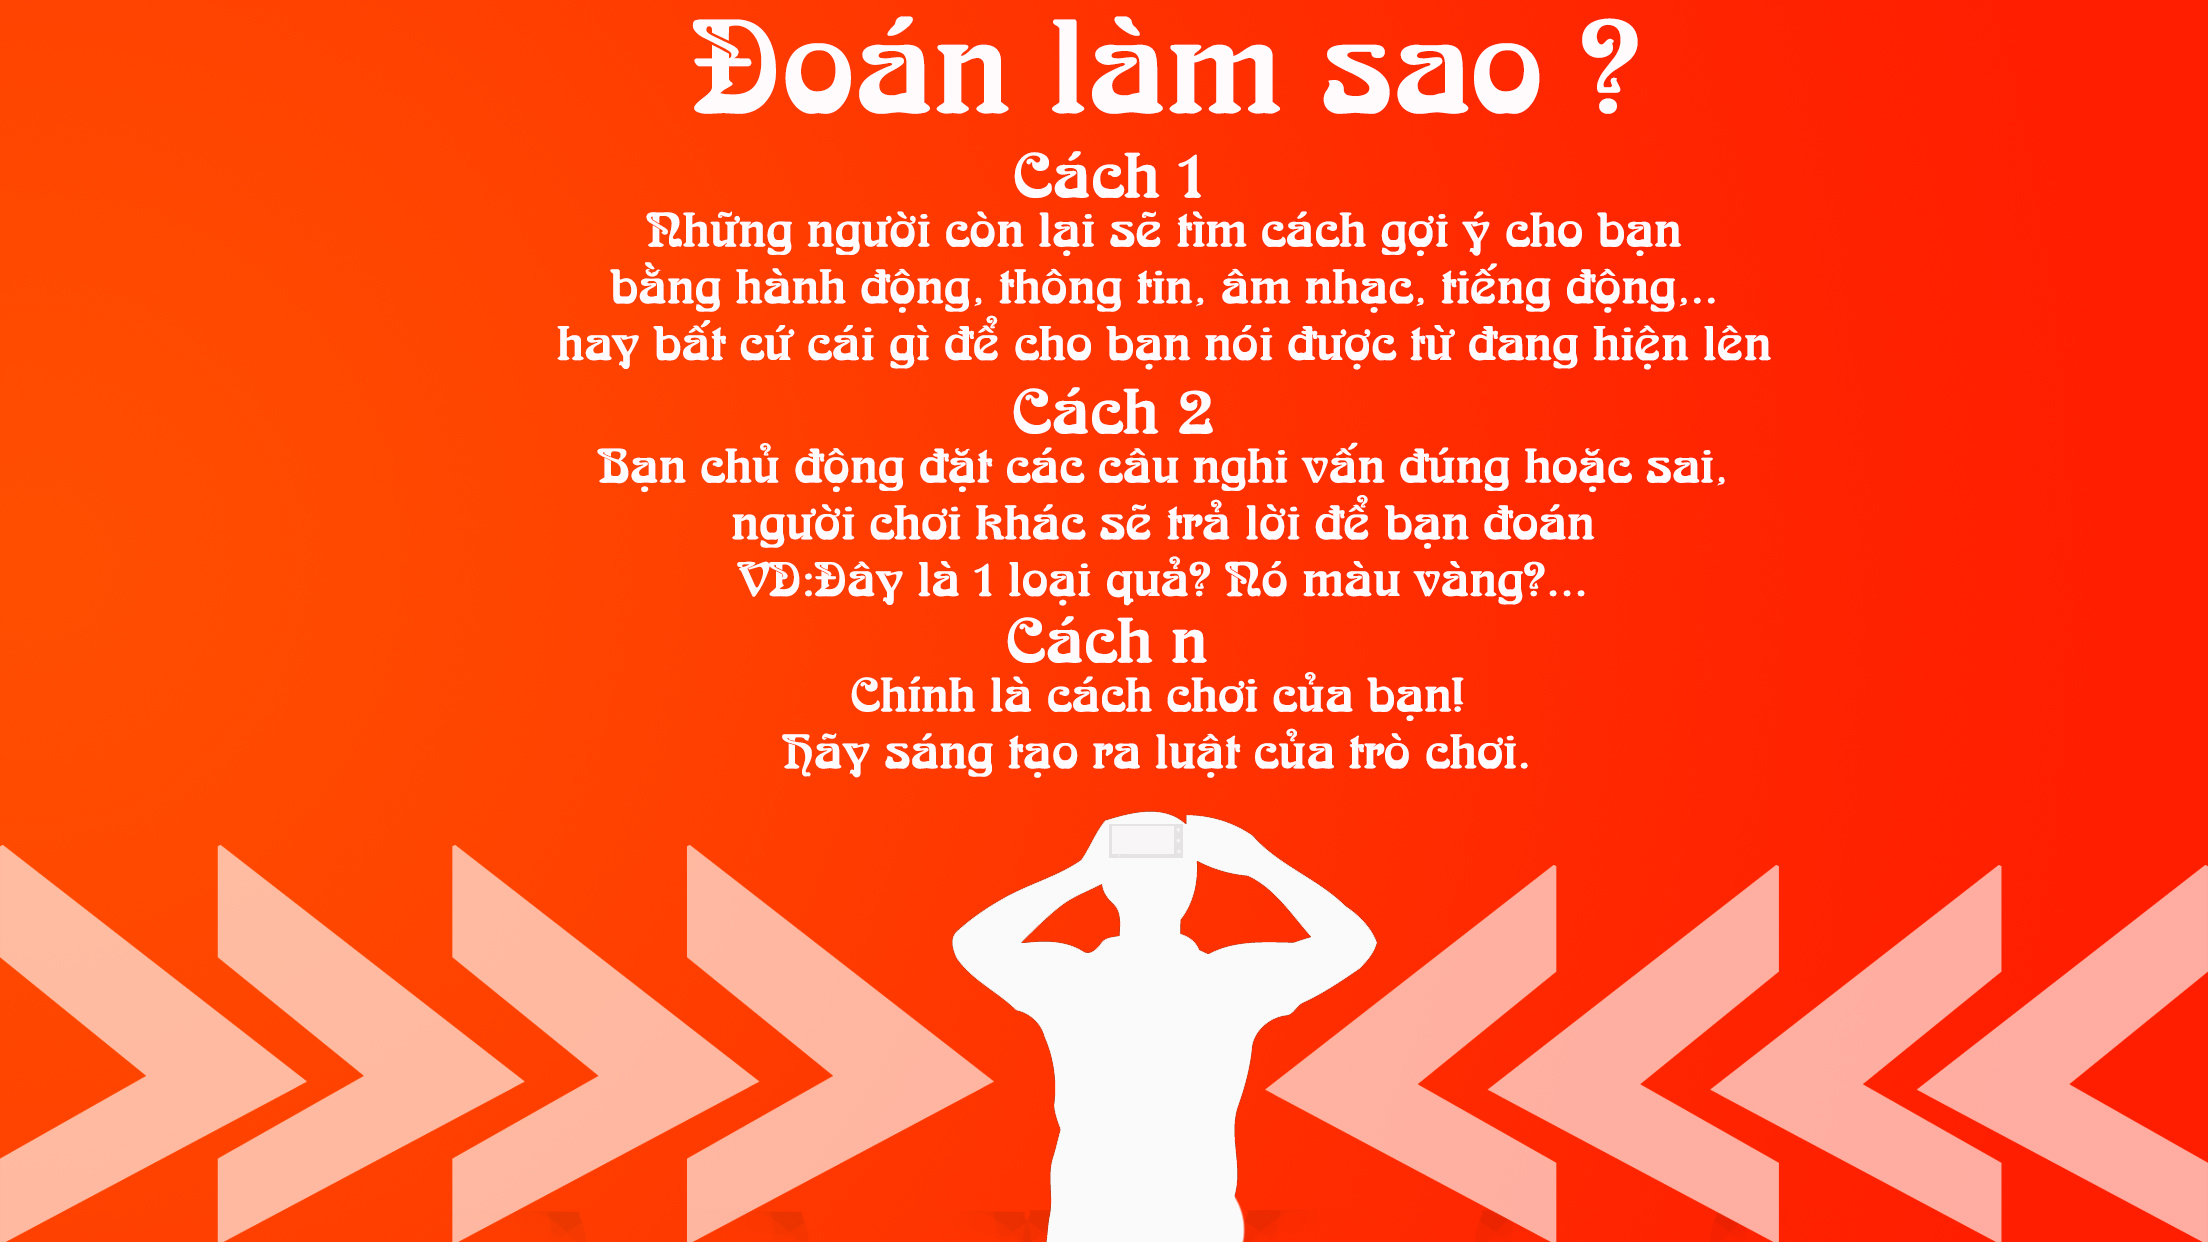 Đoán làm sao ?
Cách 1
Những người còn lại sẽ tìm cách gợi ý cho bạn
bằng hành động, thông tin, âm nhạc, tiếng động,..
hay bất cứ cái gì để cho bạn nói được từ đang hiện lên
Cách 2
Bạn chủ động đặt các câu nghi vấn đúng hoặc sai,
người chơi khác sẽ trả lời để bạn đoán
VD:Đây là 1 loại quả? Nó màu vàng?...
Cách n
Chính là cách chơi của bạn!
Hãy sáng tạo ra luật của trò chơi.